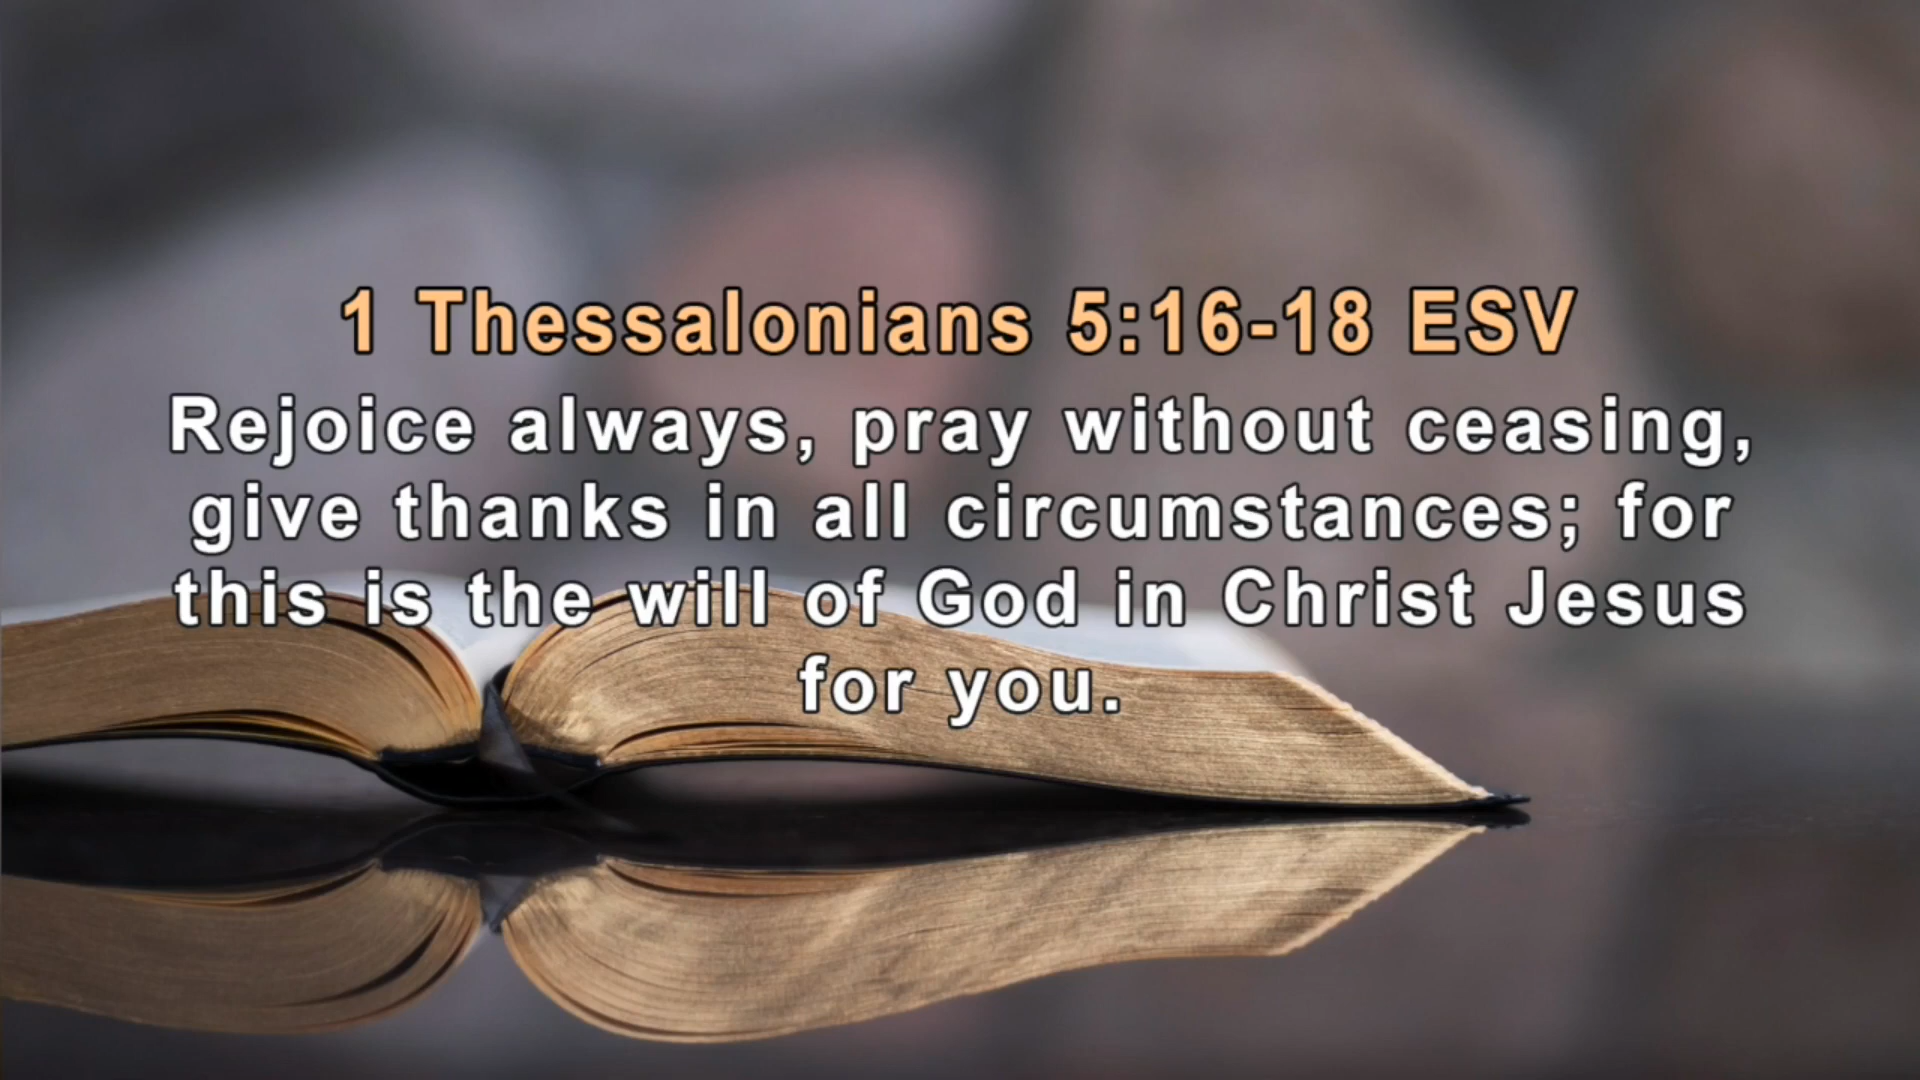 1 Thessalonians 5:16-18 ESV
Rejoice always, pray without ceasing,
give thanks in all circumstances; for
this is the will of God in Christ Jesus
for you.